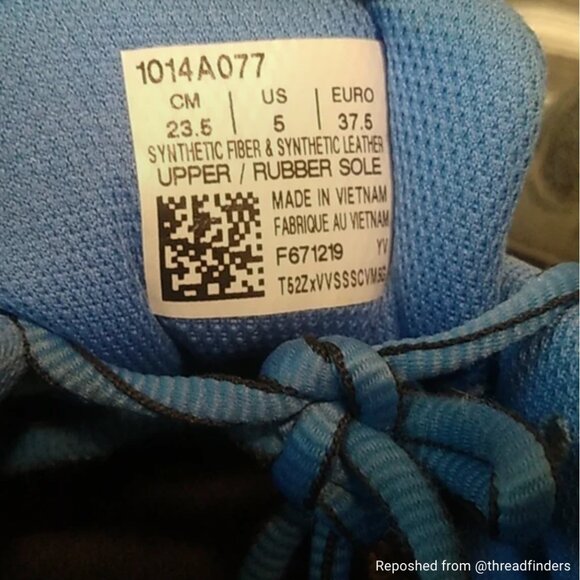 1014A077
CM | US | EURO
23.5 | 5 | 37.5
SYNTHETIC FIBER & SYNTHETIC LEATHER
UPPER / RUBBER SOLE
MADE IN VIETNAM
FABRIQUE AU VIETNAM
F671219 YV
Reposhed from @threadfinders